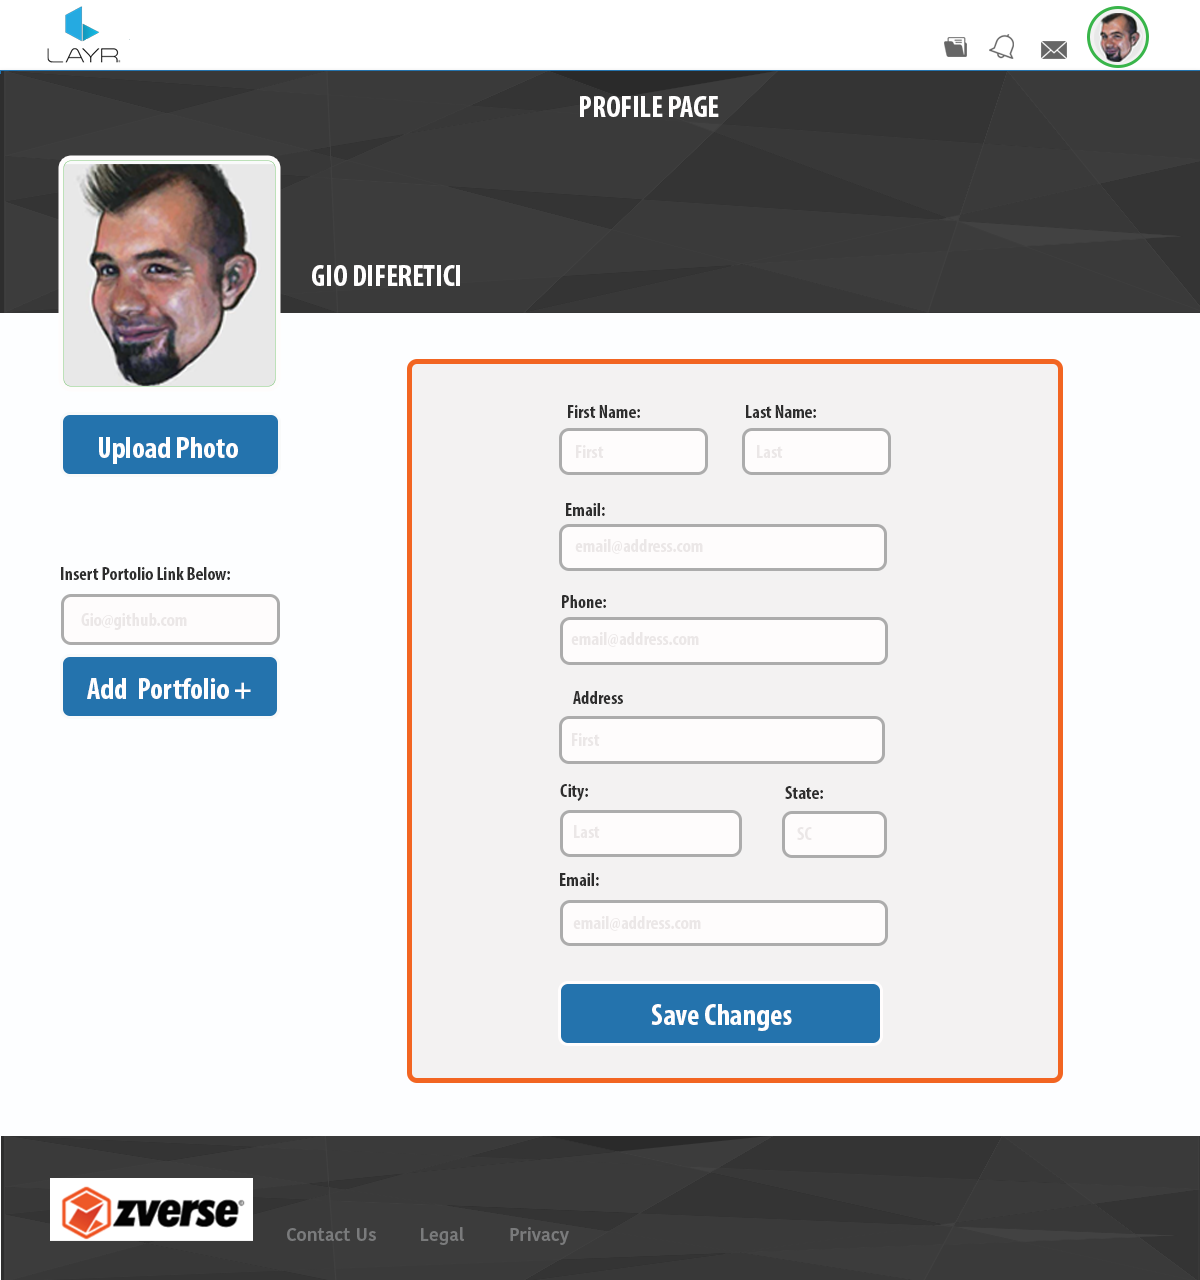 LAYR
PROFILE PAGE
GIO DIFERETICI
Upload Photo
Insert Portolio Link Below:
Gio@github.com
Add Portfolio +
First Name: Last Name:
First Last
Email:
email@address.com
Phone:
email@address.com
Address
First
City: State:
Last SC
Email:
email@address.com
Save Changes
zverse®
Contact Us Legal Privacy